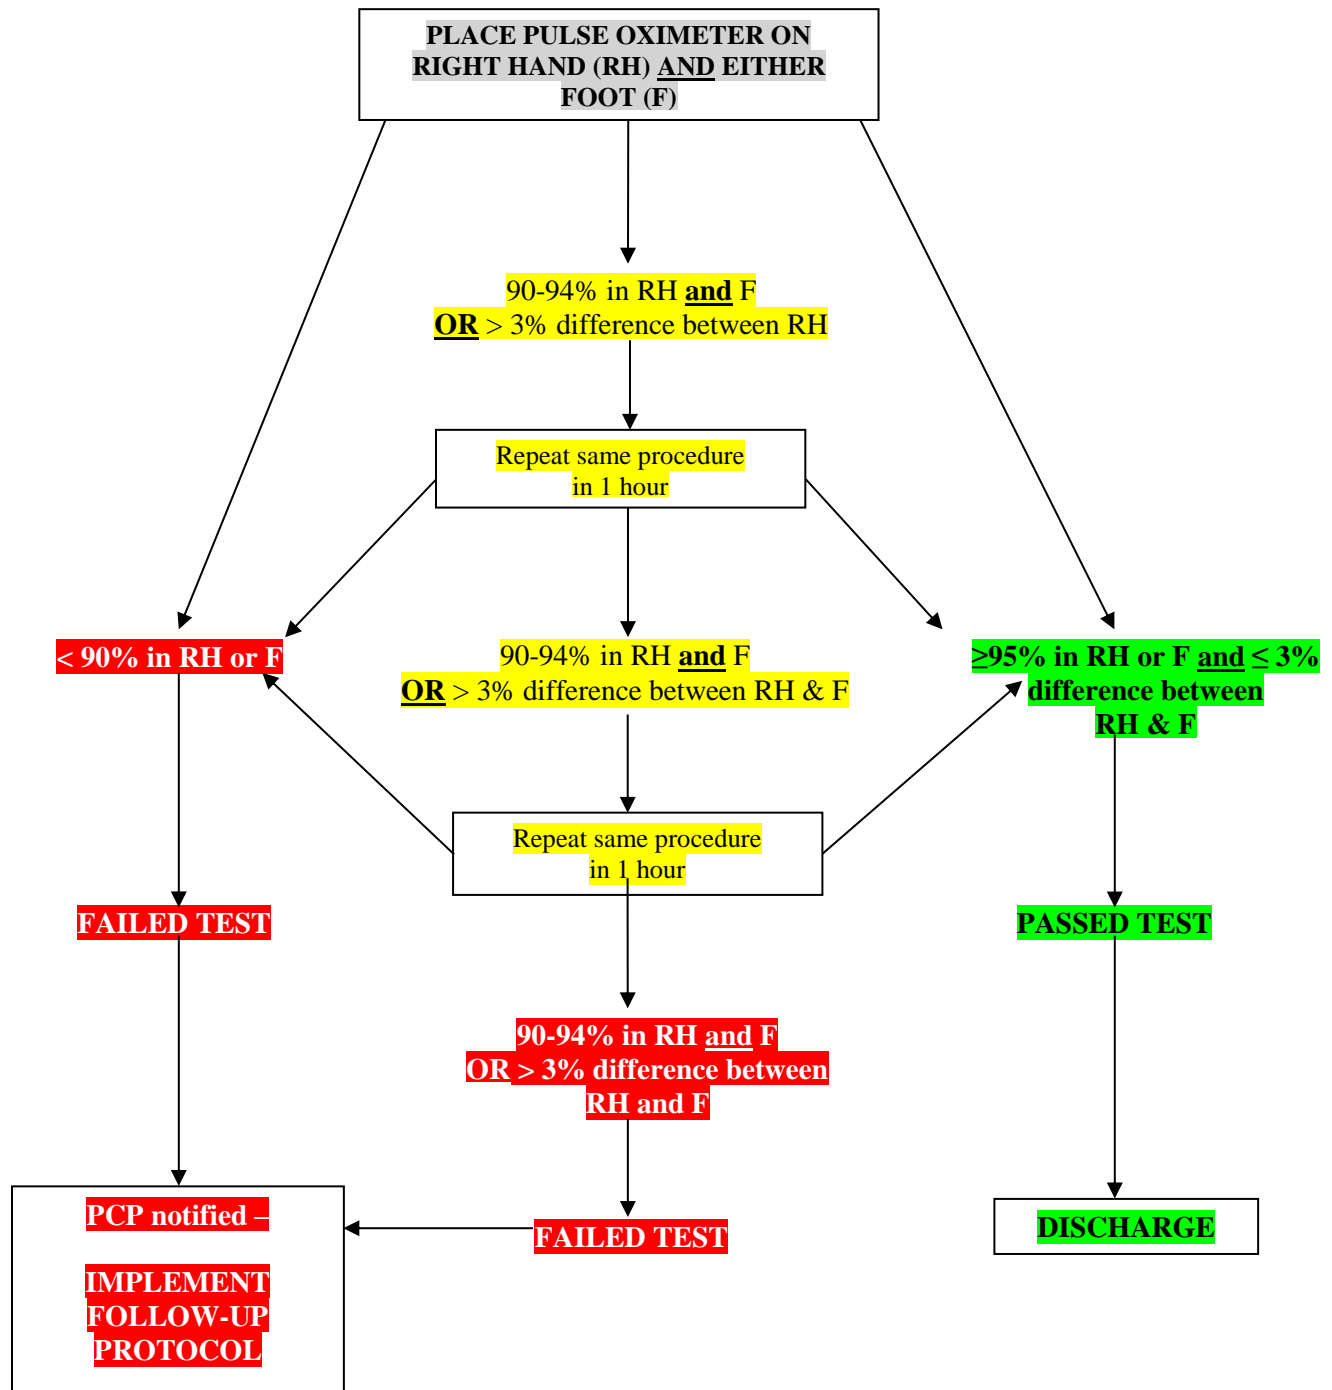 PLACE PULSE OXIMETER ON
RIGHT HAND (RH) AND EITHER
FOOT (F)
90-94% in RH and F
OR > 3% difference between RH
Repeat same procedure
in 1 hour
< 90% in RH or F
90-94% in RH and F
OR > 3% difference between RH & F
≥95% in RH or F and ≤ 3%
difference between
RH & F
Repeat same procedure
in 1 hour
FAILED TEST
PASSED TEST
90-94% in RH and F
OR > 3% difference between
RH and F
PCP notified –
IMPLEMENT
FOLLOW-UP
PROTOCOL
FAILED TEST
DISCHARGE